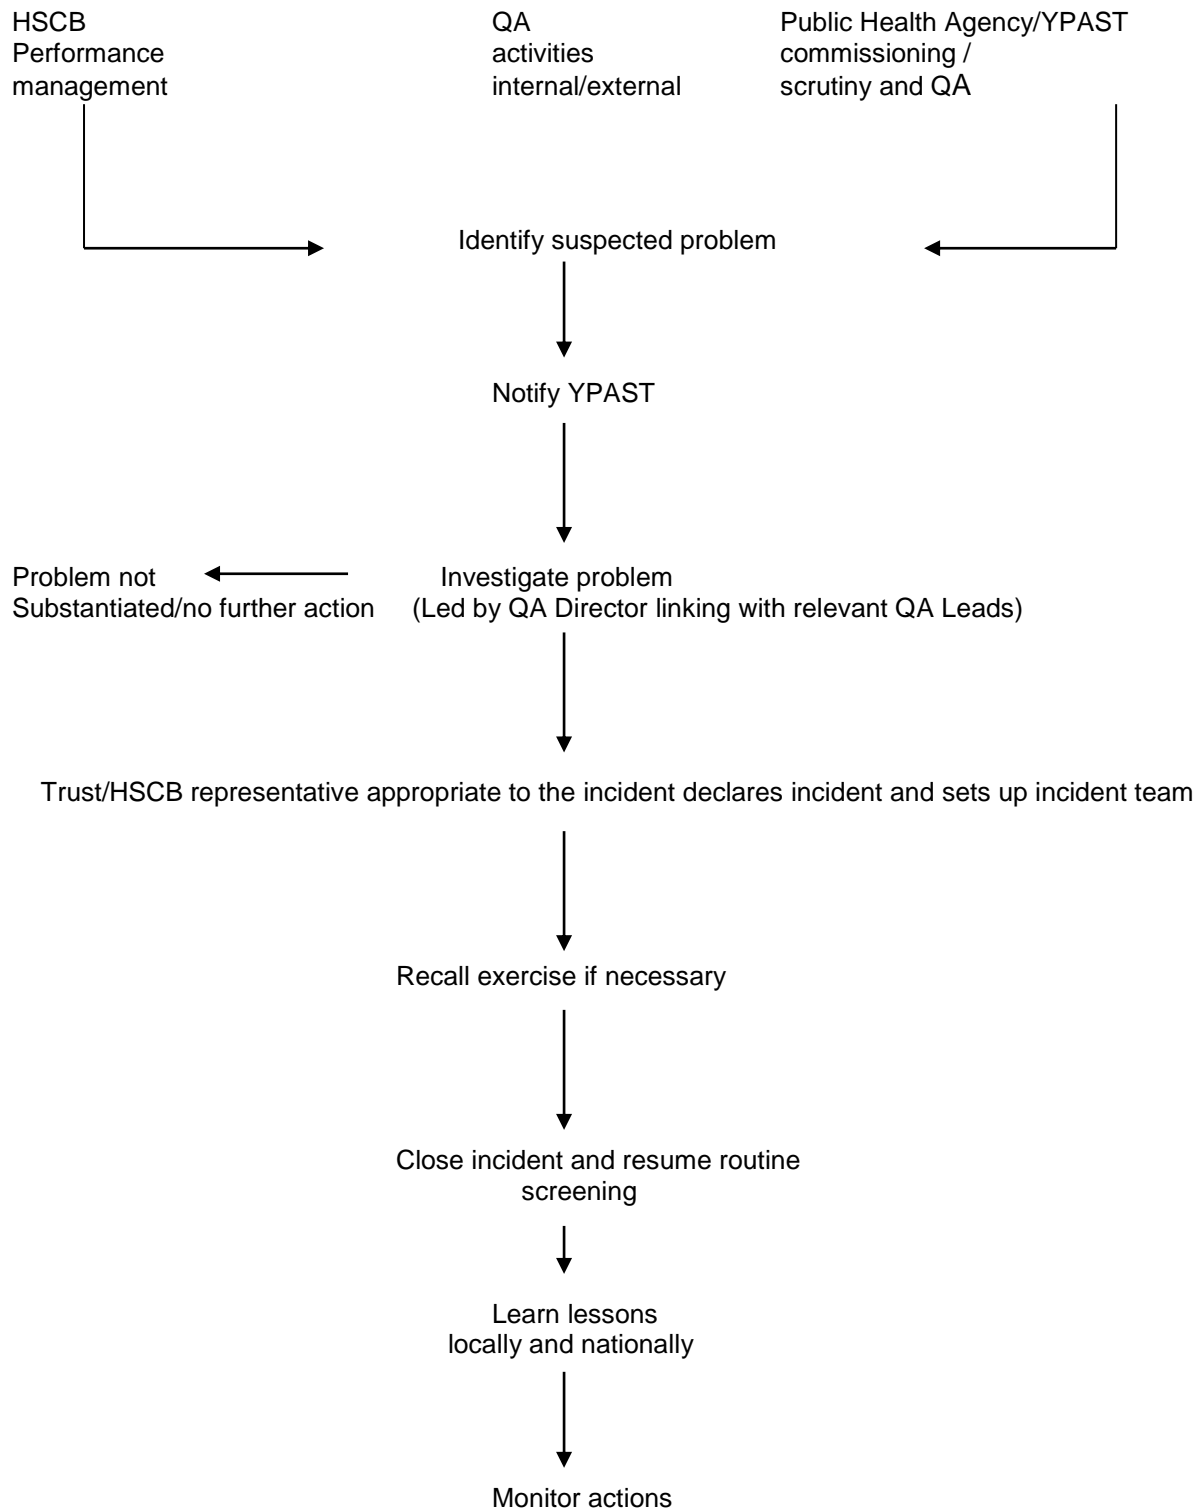 HSCB
Performance
management
QA
activities
internal/external
Public Health Agency/YPAST
commissioning /
scrutiny and QA
Identify suspected problem
Notify YPAST
Problem not
Substantiated/no further action
Investigate problem
(Led by QA Director linking with relevant QA Leads)
Trust/HSCB representative appropriate to the incident declares incident and sets up incident team
Recall exercise if necessary
Close incident and resume routine
screening
Learn lessons
locally and nationally
Monitor actions